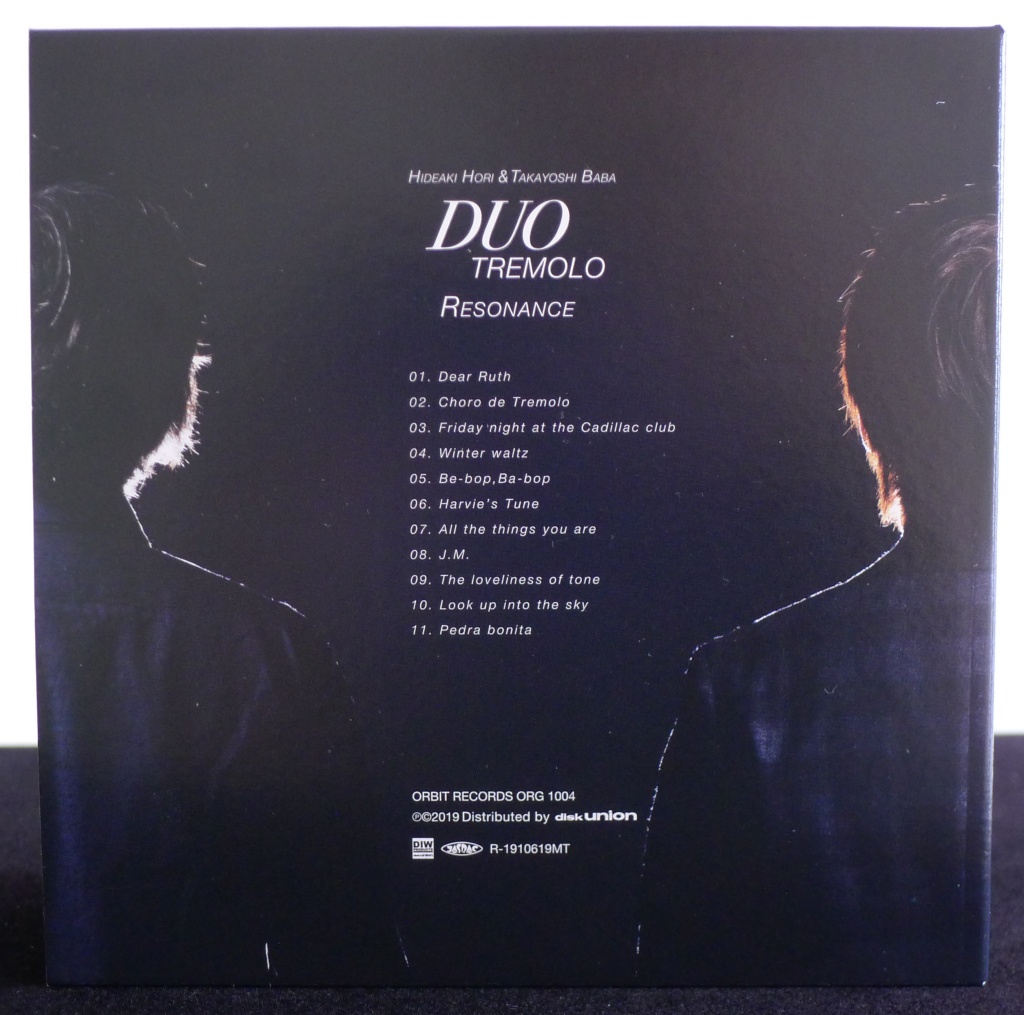 HIDEAKI HORI & TAKAYOSHI BABA
DUO
TREMOLO
RESONANCE
01. Dear Ruth
02. Choro de Tremolo
03. Friday night at the Cadillac club
04. Winter waltz
05. Be-bop,Ba-bop
06. Harvie's Tune
07. All the things you are
08. J.M.
09. The loveliness of tone
10. Look up into the sky
11. Pedra bonita
ORBIT RECORDS ORG 1004
℗©2019 Distributed by diskunion
DIW JASRAC R-1910619MT